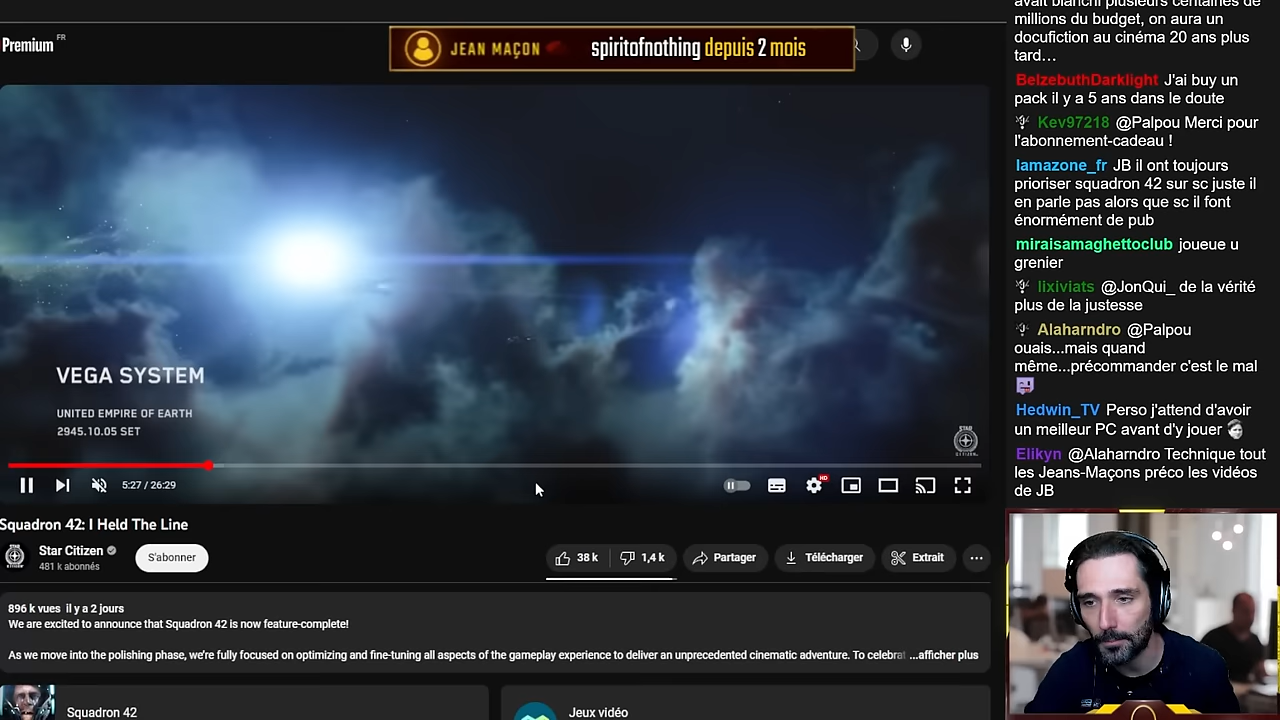 Premium FR
JEAN MAÇON spiritofnothing depuis 2 mois
VEGA SYSTEM
UNITED EMPIRE OF EARTH
2945.10.05 SET
STAR
CITIZEN
5:27 / 26:29
HD
Squadron 42: I Held The Line
Star Citizen
481 k abonnés
S'abonner
38 k
1,4 k
Partager
Télécharger
Extrait
896 k vues il y a 2 jours
We are excited to announce that Squadron 42 is now feature-complete!
As we move into the polishing phase, we're fully focused on optimizing and fine-tuning all aspects of the gameplay experience to deliver an unprecedented cinematic adventure. To celebrat ...afficher plus
Squadron 42
Jeux vidéo
avait blanchi plusieurs centaines de
millions du budget, on aura un
docufiction au cinéma 20 ans plus
tard…
BelzebuthDarklight J'ai buy un
pack il y a 5 ans dans le doute
Kev97218 @Palpou Merci pour
l'abonnement-cadeau !
lamazone_fr JB il ont toujours
prioriser squadron 42 sur sc juste il
en parle pas alors que sc il font
énormément de pub
miraisamaghettoclub joueue u
grenier
lixiviats @JonQui_ de la vérité
plus de la justesse
Alaharndro @Palpou
ouais...mais quand
même...précommander c'est le mal
Hedwin_TV Perso j'attend d'avoir
un meilleur PC avant d'y jouer
Elikyn @Alaharndro Technique tout
les Jeans-Maçons préco les vidéos
de JB